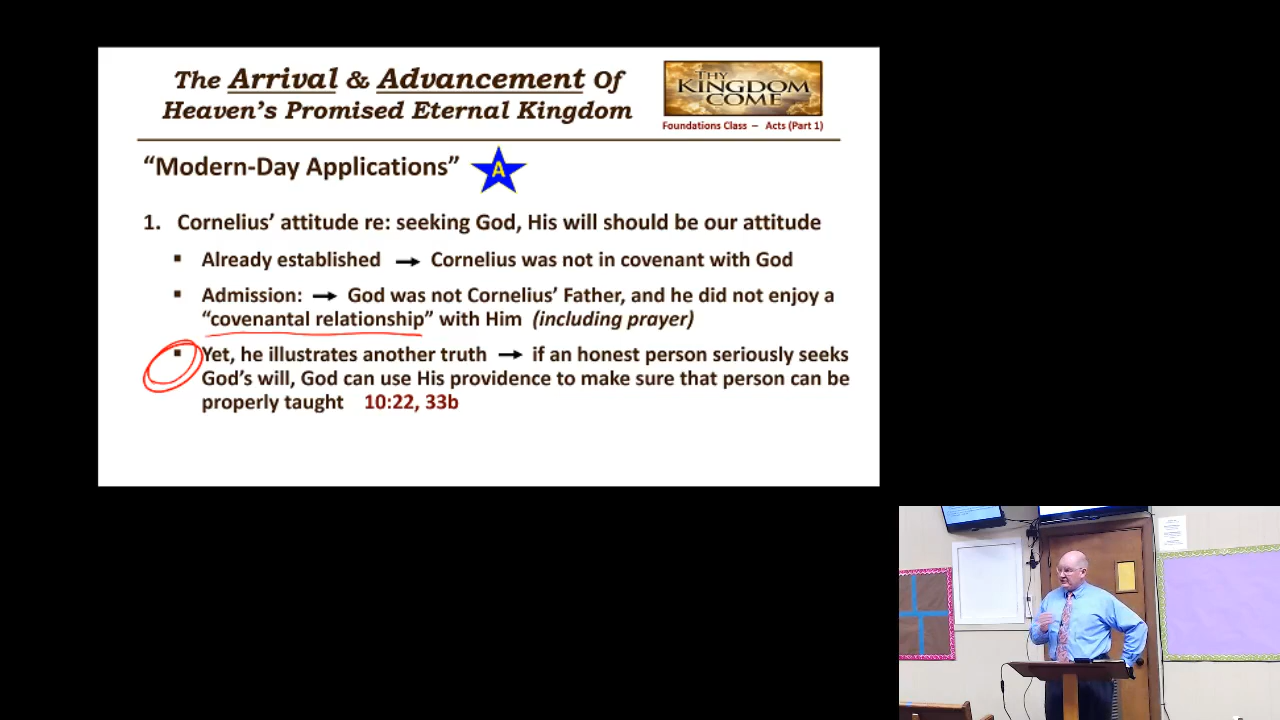 The Arrival & Advancement Of
Heaven's Promised Eternal Kingdom
THY
KINGDOM
COME
Foundations Class – Acts (Part 1)
“Modern-Day Applications”
A
1. Cornelius’ attitude re: seeking God, His will should be our attitude
▪ Already established → Cornelius was not in covenant with God
▪ Admission: → God was not Cornelius’ Father, and he did not enjoy a
“covenantal relationship” with Him (including prayer)
▪ Yet, he illustrates another truth → if an honest person seriously seeks
God’s will, God can use His providence to make sure that person can be
properly taught 10:22, 33b